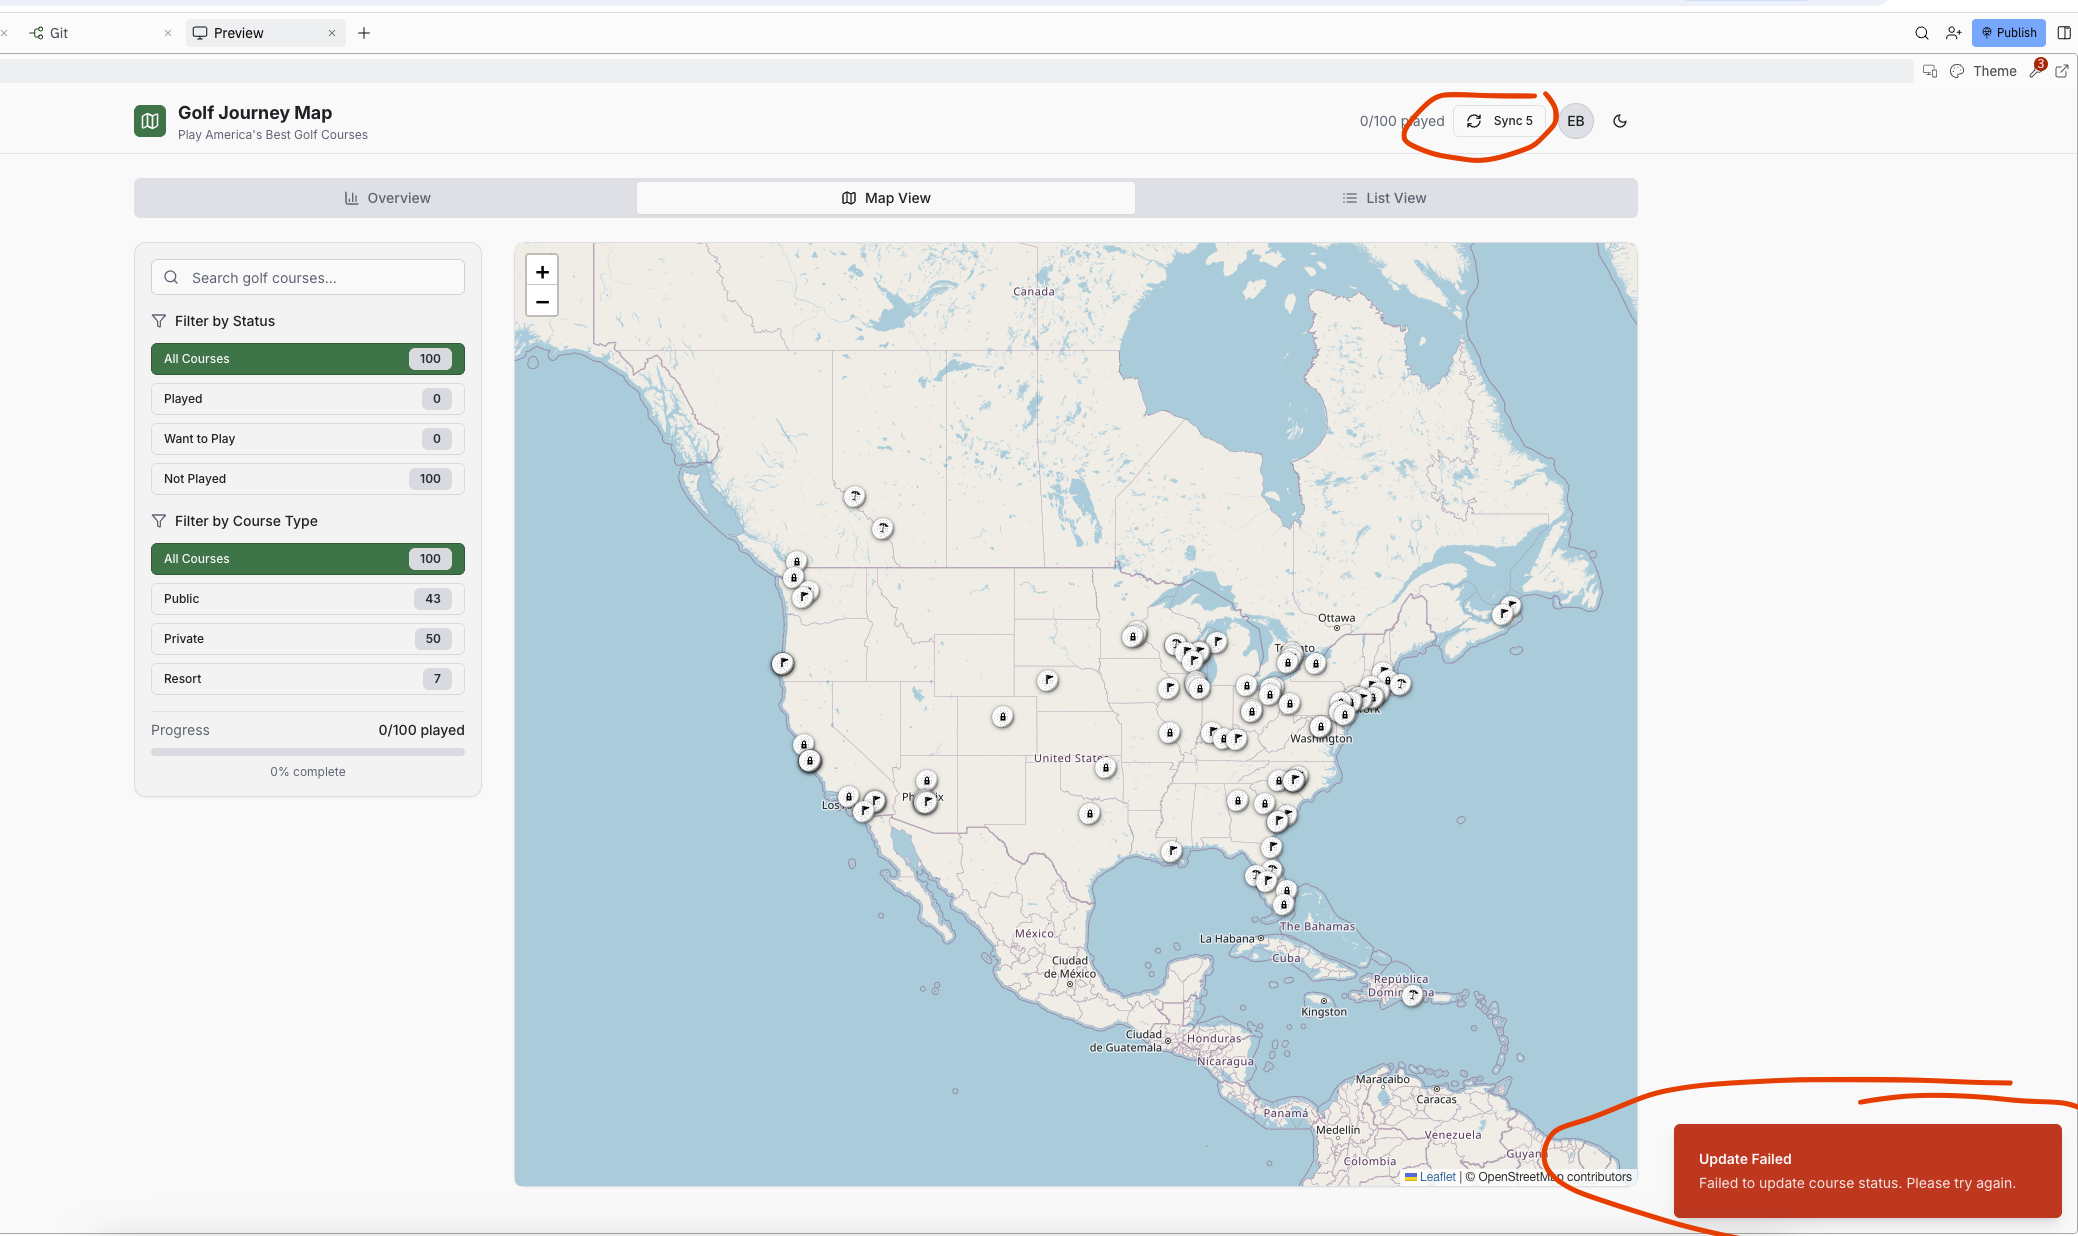 Git
Preview
Publish
Theme
3
Golf Journey Map
Play America's Best Golf Courses
0/100 played
Sync 5
EB
Overview
Map View
List View
Search golf courses...
Filter by Status
All Courses 100
Played 0
Want to Play 0
Not Played 100
Filter by Course Type
All Courses 100
Public 43
Private 50
Resort 7
Progress 0/100 played
0% complete
+
−
Canada
Ottawa
Washington
United States
México
Ciudad
de México
La Habana
The Bahamas
Cuba
República
Kingston
Ciudad
de Guatemala
Honduras
Nicaragua
Maracaibo
Caracas
Panamá
Medellín
Venezuela
Colombia
Guyana
Leaflet | © OpenStreetMap contributors
Update Failed
Failed to update course status. Please try again.